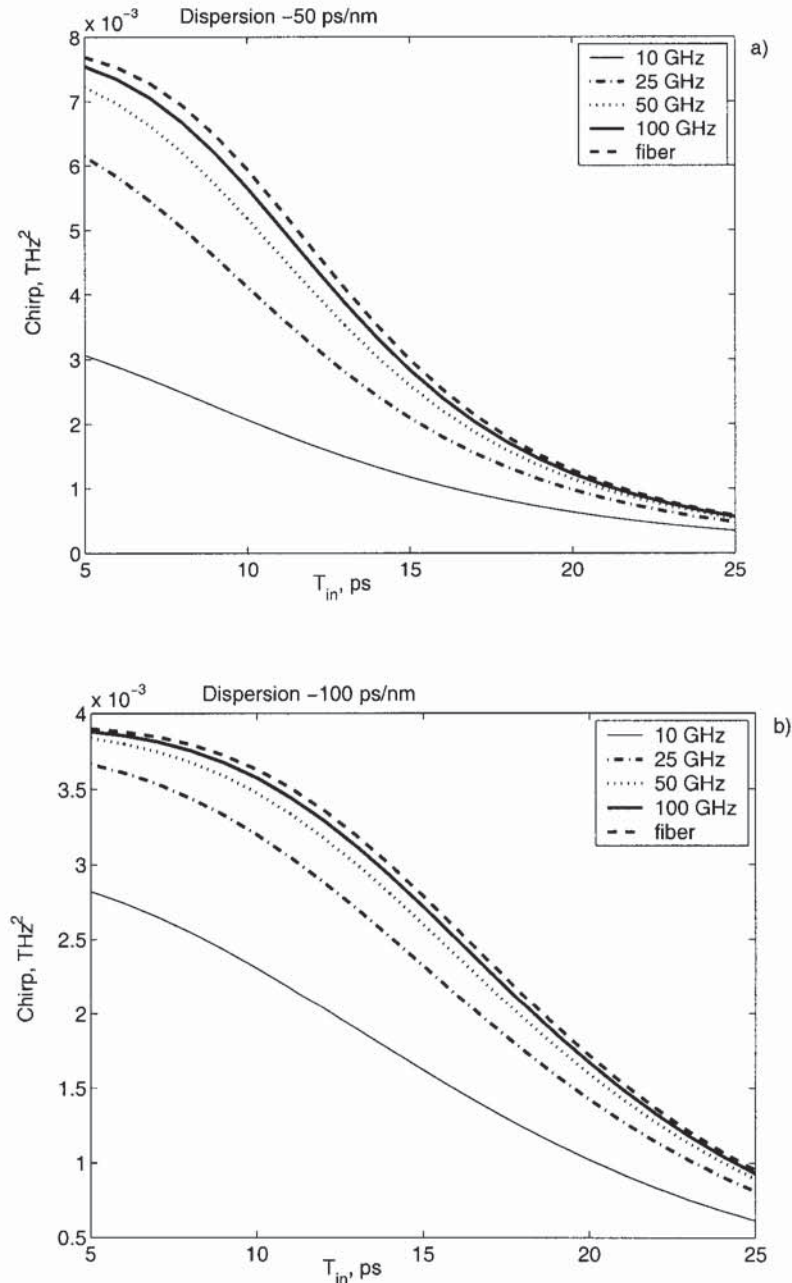 x 10⁻³ Dispersion −50 ps/nm
a)
8
7
6
5
4
3
2
1
0
Chirp, THz²
10 GHz
25 GHz
50 GHz
100 GHz
fiber
5 10 15 20 25
T_in, ps
x 10⁻³ Dispersion −100 ps/nm
b)
4
3.5
3
2.5
2
1.5
1
0.5
Chirp, THz²
10 GHz
25 GHz
50 GHz
100 GHz
fiber
5 10 15 20 25
T_in, ps